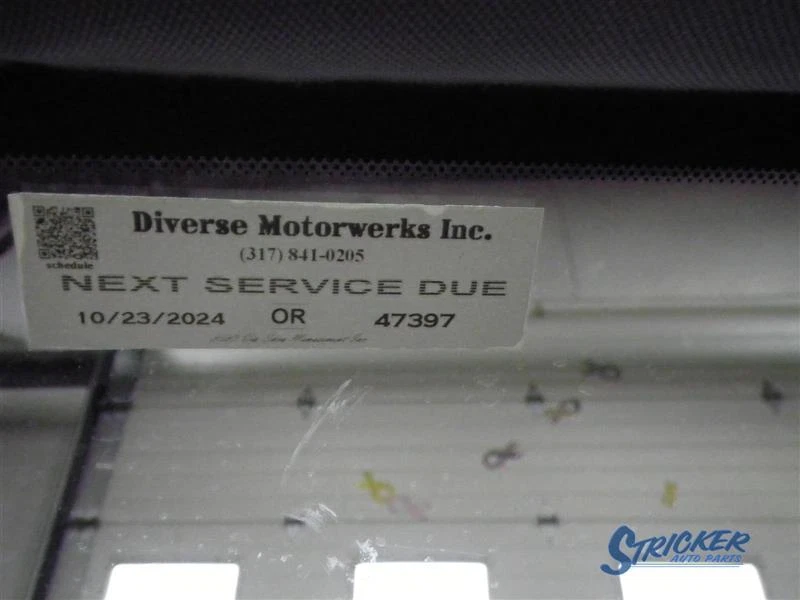 Diverse Motorwerks Inc.
(317) 841-0205
schedule
NEXT SERVICE DUE
10/23/2024 OR 47397
STRICKER
AUTO PARTS